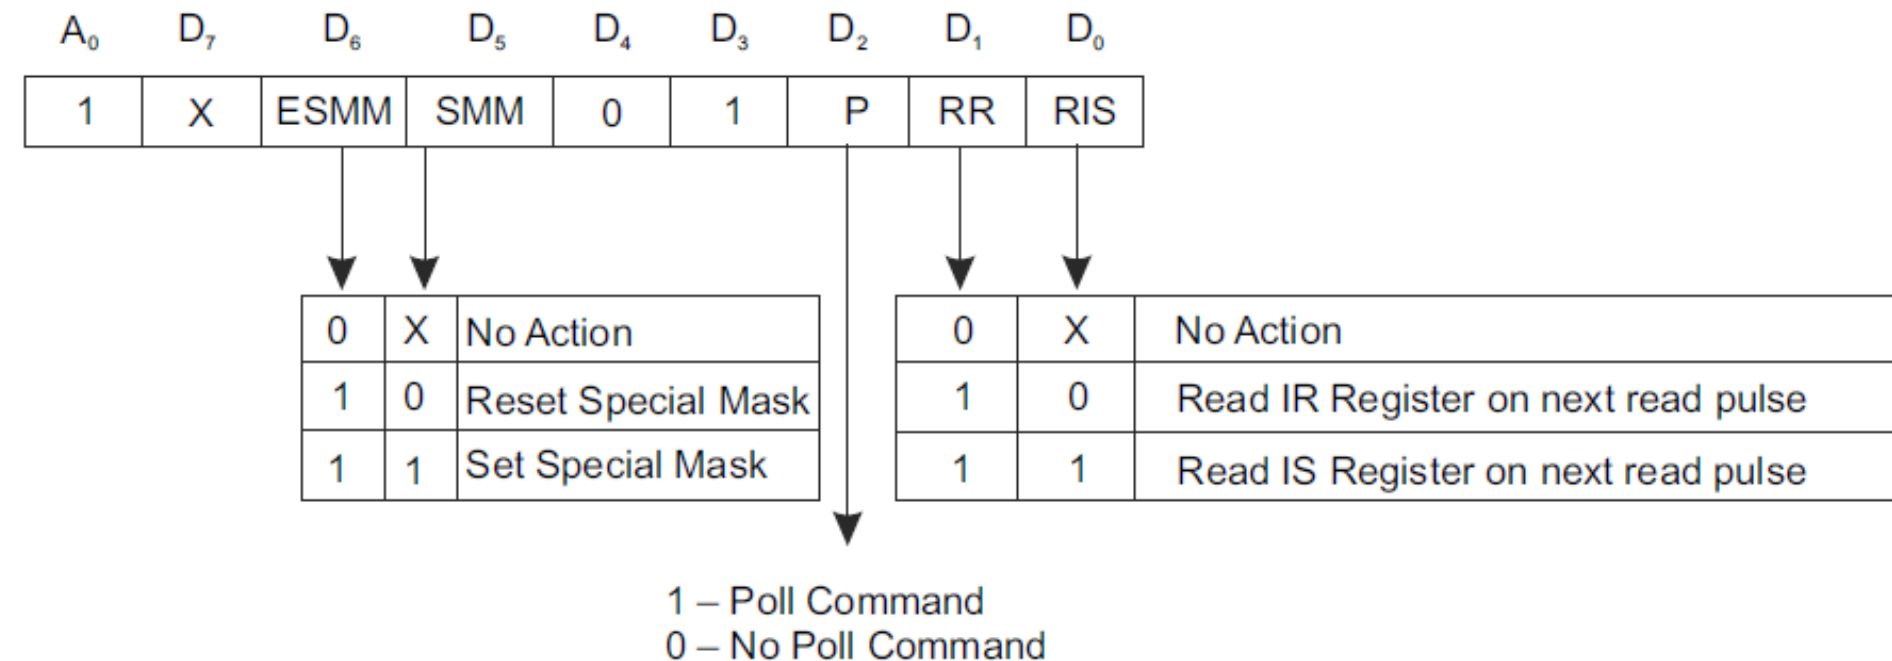 A₀ D₇ D₆ D₅ D₄ D₃ D₂ D₁ D₀
1 X ESMM SMM 0 1 P RR RIS
0 X No Action
1 0 Reset Special Mask
1 1 Set Special Mask
0 X No Action
1 0 Read IR Register on next read pulse
1 1 Read IS Register on next read pulse
1 – Poll Command
0 – No Poll Command